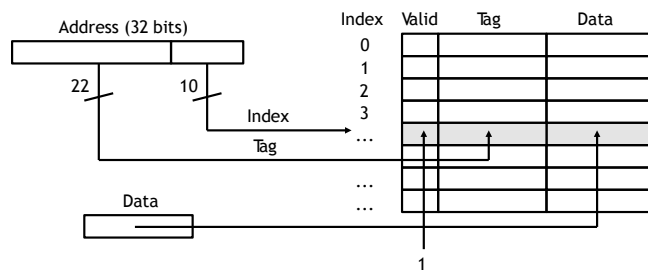 Address (32 bits)
Index Valid Tag Data
0
1
22 10 2
3
Index
...
Tag
...
Data
...
1